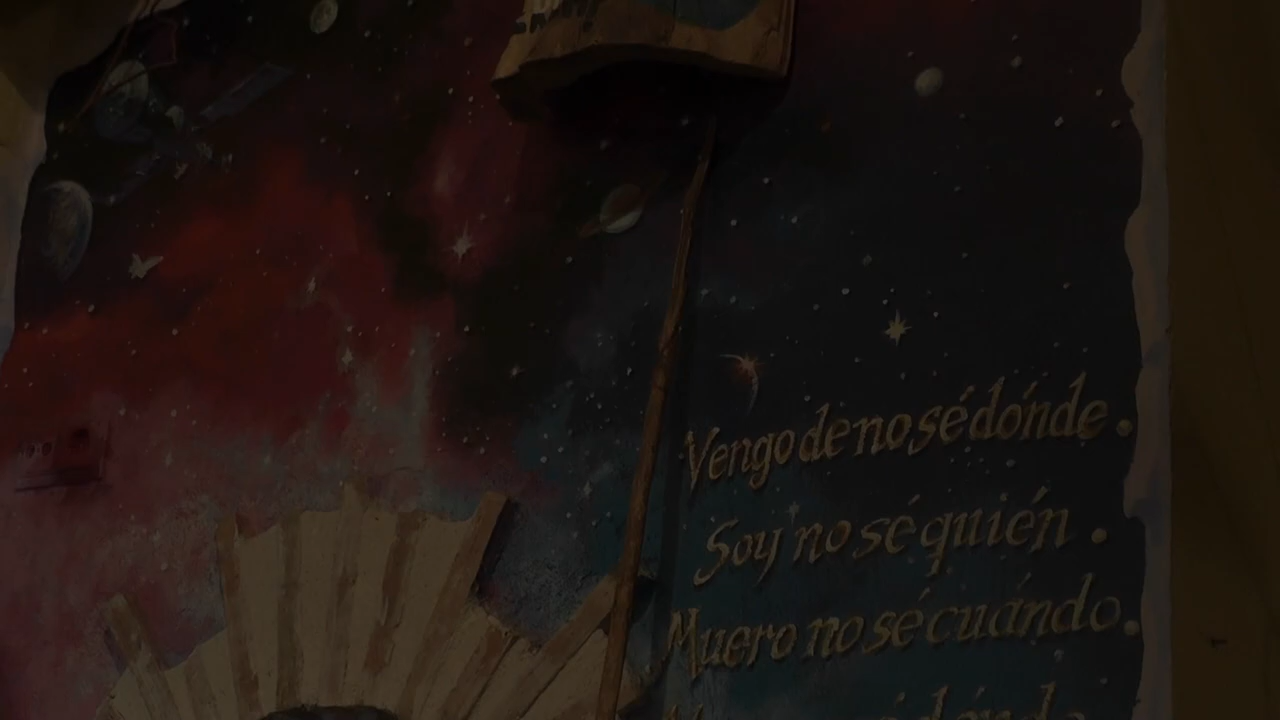 Vengo de no sé dónde.
Soy no sé quién.
Muero no sé cuándo.